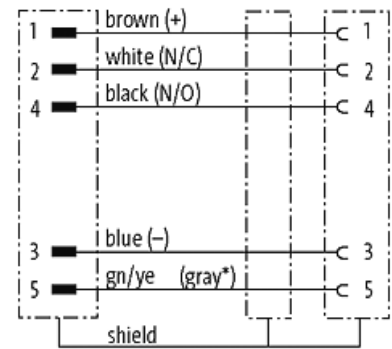 1 brown (+) 1
2 white (N/C) 2
4 black (N/O) 4
3 blue (–) 3
5 gn/ye (gray*) 5
shield